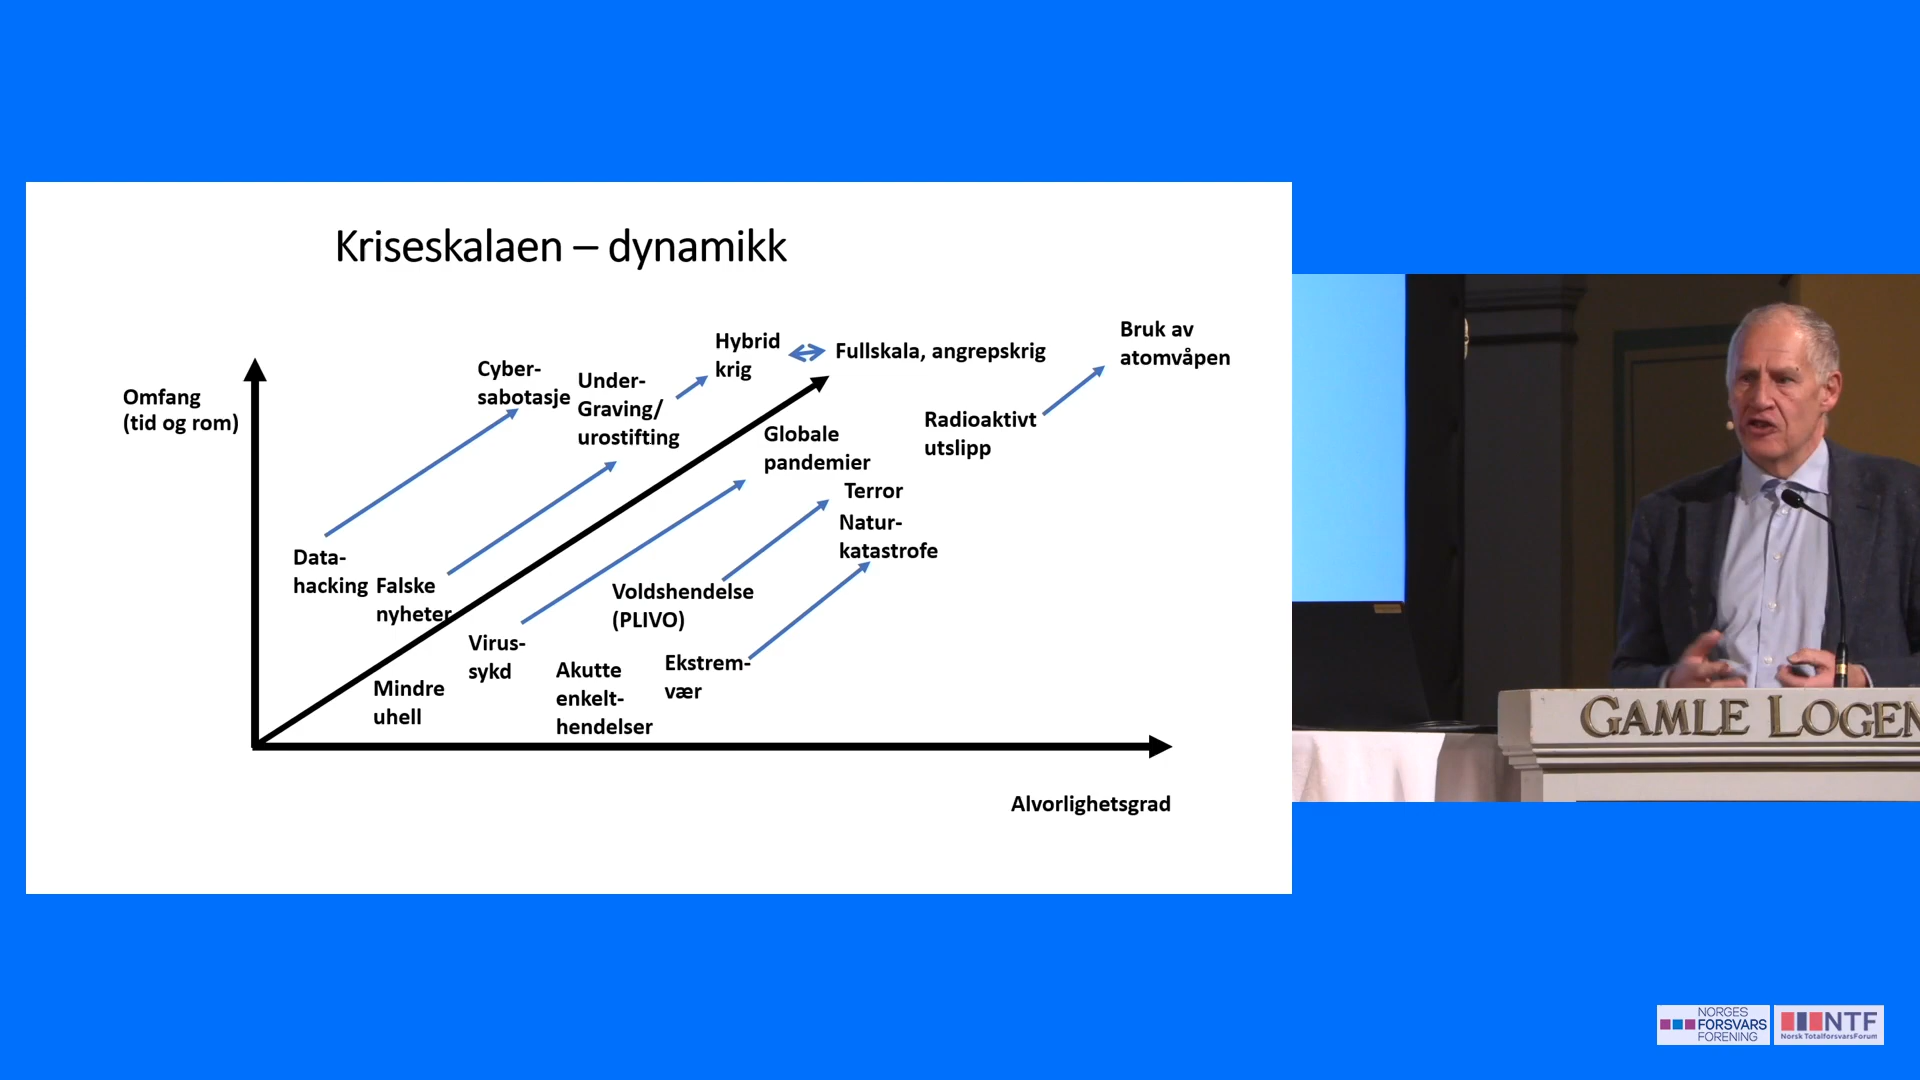 Kriseskalaen – dynamikk
Omfang
(tid og rom)
Cyber-
sabotasje
Under-
Graving/
urostifting
Hybrid
krig
Fullskala, angrepskrig
Bruk av
atomvåpen
Radioaktivt
utslipp
Globale
pandemier
Terror
Natur-
katastrofe
Data-
hacking
Falske
nyheter
Voldshendelse
(PLIVO)
Virus-
sykd
Akutte
enkelt-
hendelser
Ekstrem-
vær
Mindre
uhell
Alvorlighetsgrad
GAMLE LOGEN
NORGES
FORSVARS
FORENING
NTF
Norsk TotalforsvarsForum